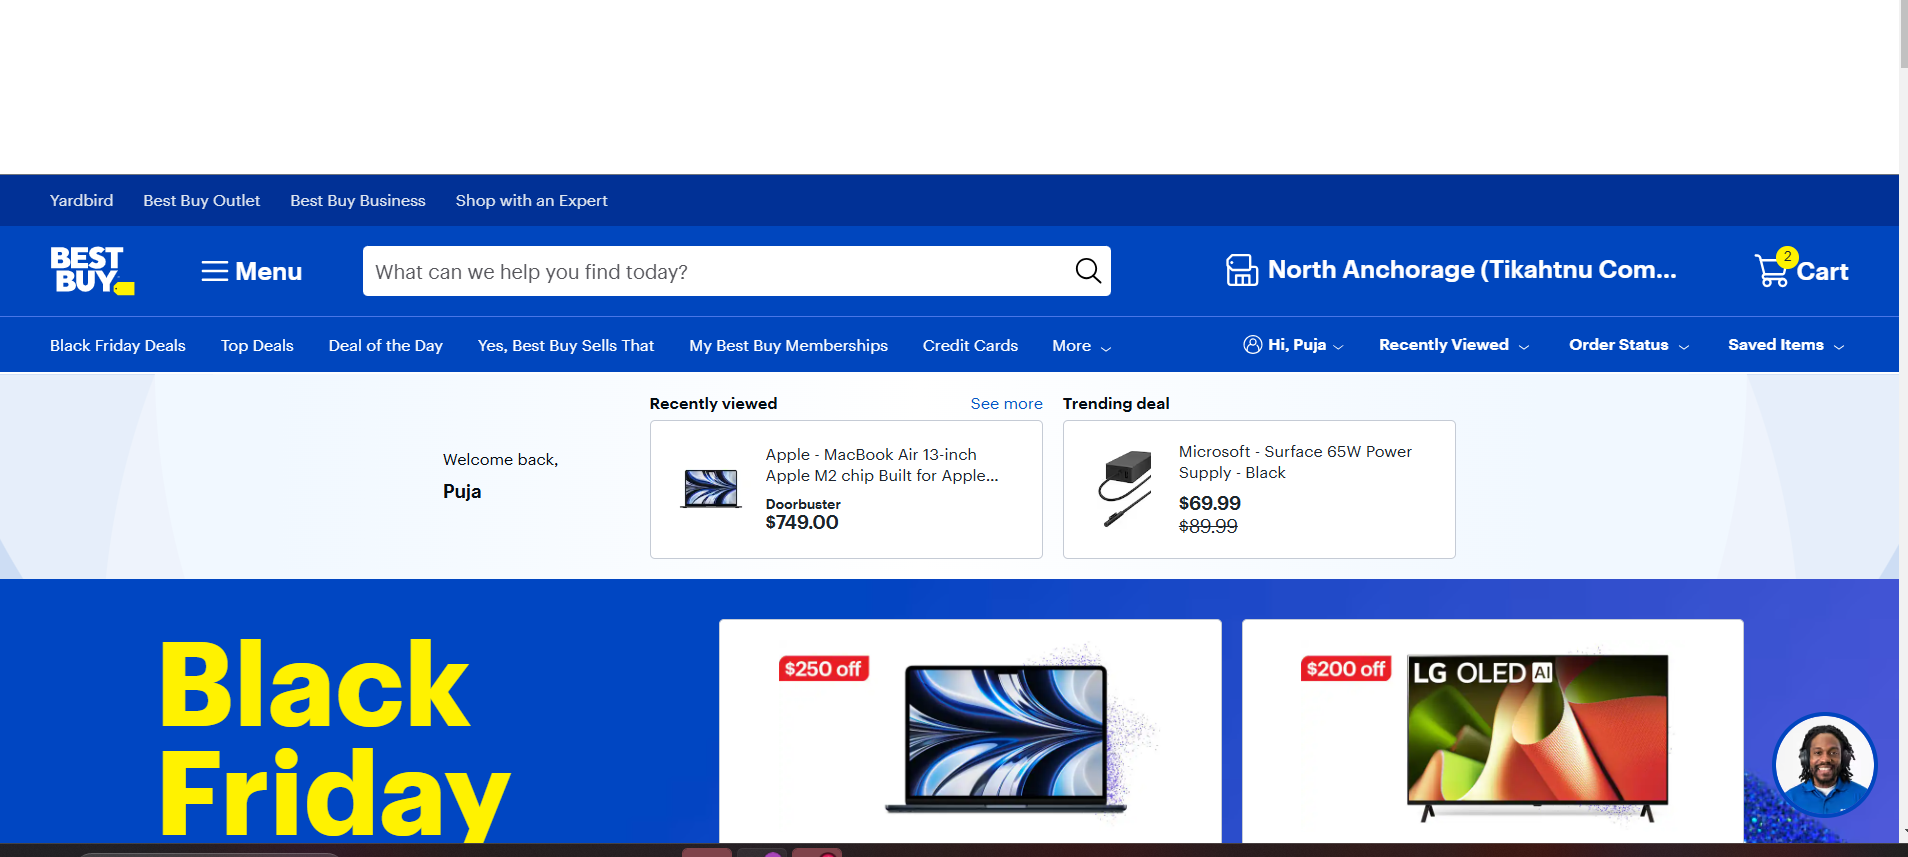 Yardbird
Best Buy Outlet
Best Buy Business
Shop with an Expert
BEST
BUY
Menu
What can we help you find today?
North Anchorage (Tikahtnu Com...
2
Cart
Black Friday Deals
Top Deals
Deal of the Day
Yes, Best Buy Sells That
My Best Buy Memberships
Credit Cards
More
Hi, Puja
Recently Viewed
Order Status
Saved Items
Welcome back,
Puja
Recently viewed
See more
Apple - MacBook Air 13-inch
Apple M2 chip Built for Apple...
Doorbuster
$749.00
Trending deal
Microsoft - Surface 65W Power
Supply - Black
$69.99
$89.99
Black
Friday
$250 off
$200 off
LG OLED AI